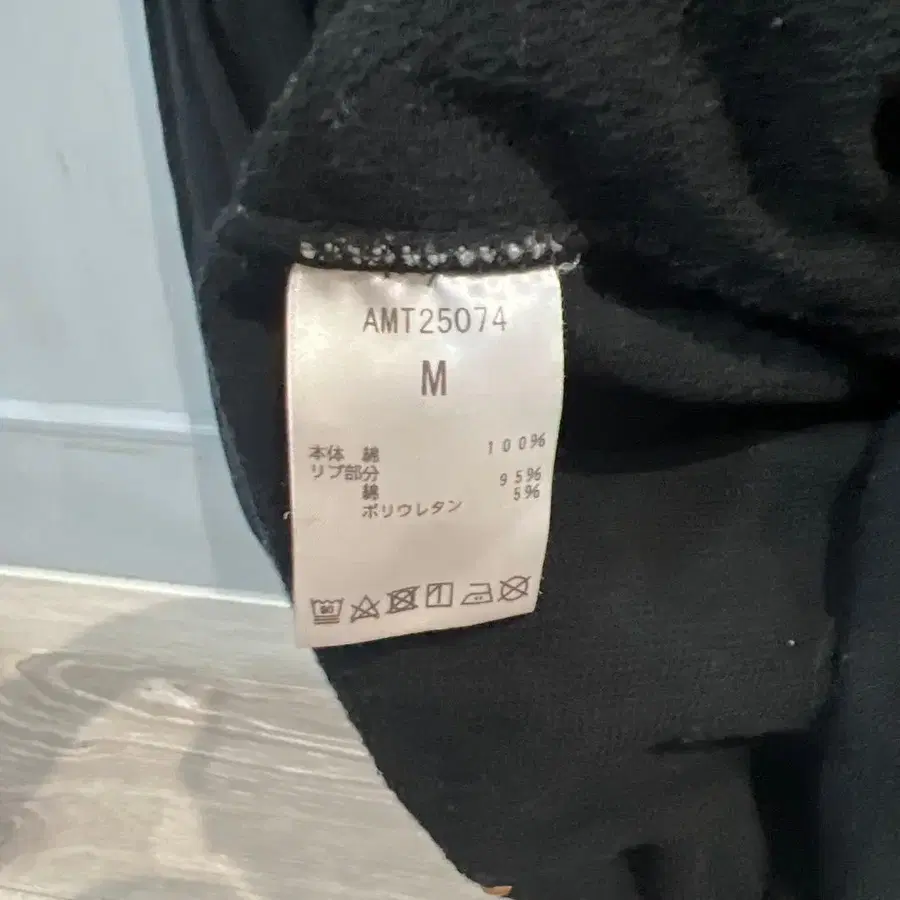 AMT25074
M
本体 綿 100%
リブ部分
綿 95%
ポリウレタン 5%